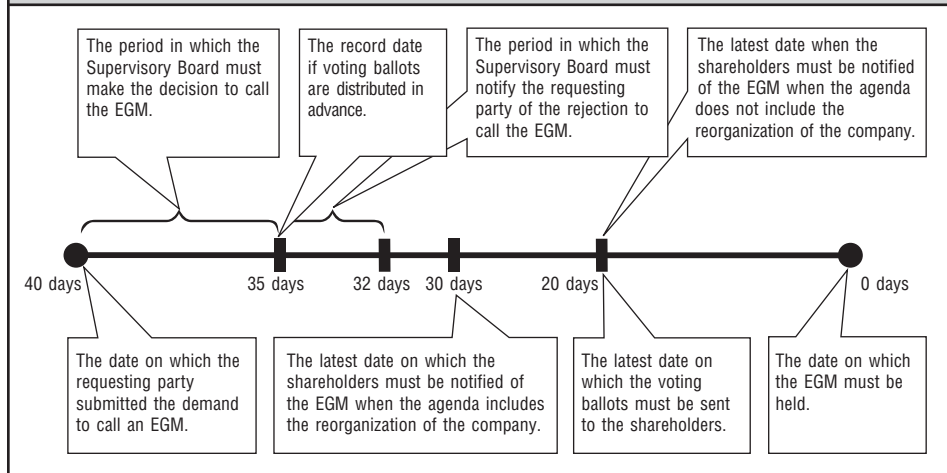 The period in which the
Supervisory Board must
make the decision to call
the EGM.
The record date
if voting ballots
are distributed in
advance.
The period in which the
Supervisory Board must
notify the requesting
party of the rejection to
call the EGM.
The latest date when the
shareholders must be notified
of the EGM when the agenda
does not include the
reorganization of the company.
40 days
35 days
32 days
30 days
20 days
0 days
The date on which the
requesting party
submitted the demand
to call an EGM.
The latest date on which the
shareholders must be notified of
the EGM when the agenda includes
the reorganization of the company.
The latest date on
which the voting
ballots must be sent
to the shareholders.
The date on which
the EGM must be
held.